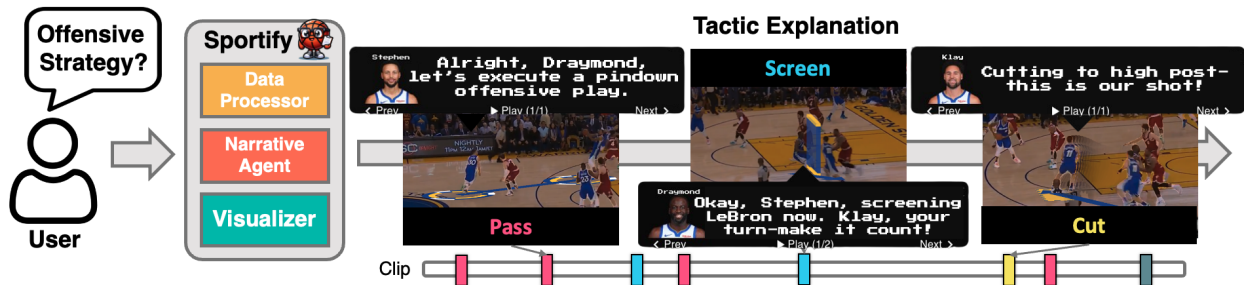 Offensive
Strategy?
User
Sportify
Data
Processor
Narrative
Agent
Visualizer
Tactic Explanation
Stephen
Alright, Draymond,
let's execute a pindown
offensive play.
< Prev
▶ Play (1/1)
Next >
NIGHTLY
Pass
Screen
GOLDEN ST
Draymond
Okay, Stephen, screening
LeBron now. Klay, your
turn-make it count!
< Prev
▶ Play (1/2)
Next >
Klay
Cutting to high post-
this is our shot!
< Prev
▶ Play (1/1)
Next >
Cut
Clip